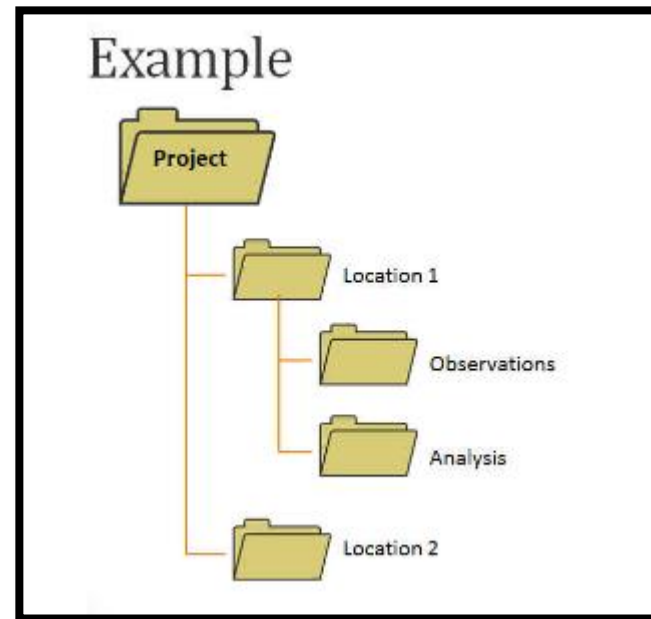 Example
Project
Location 1
Observations
Analysis
Location 2